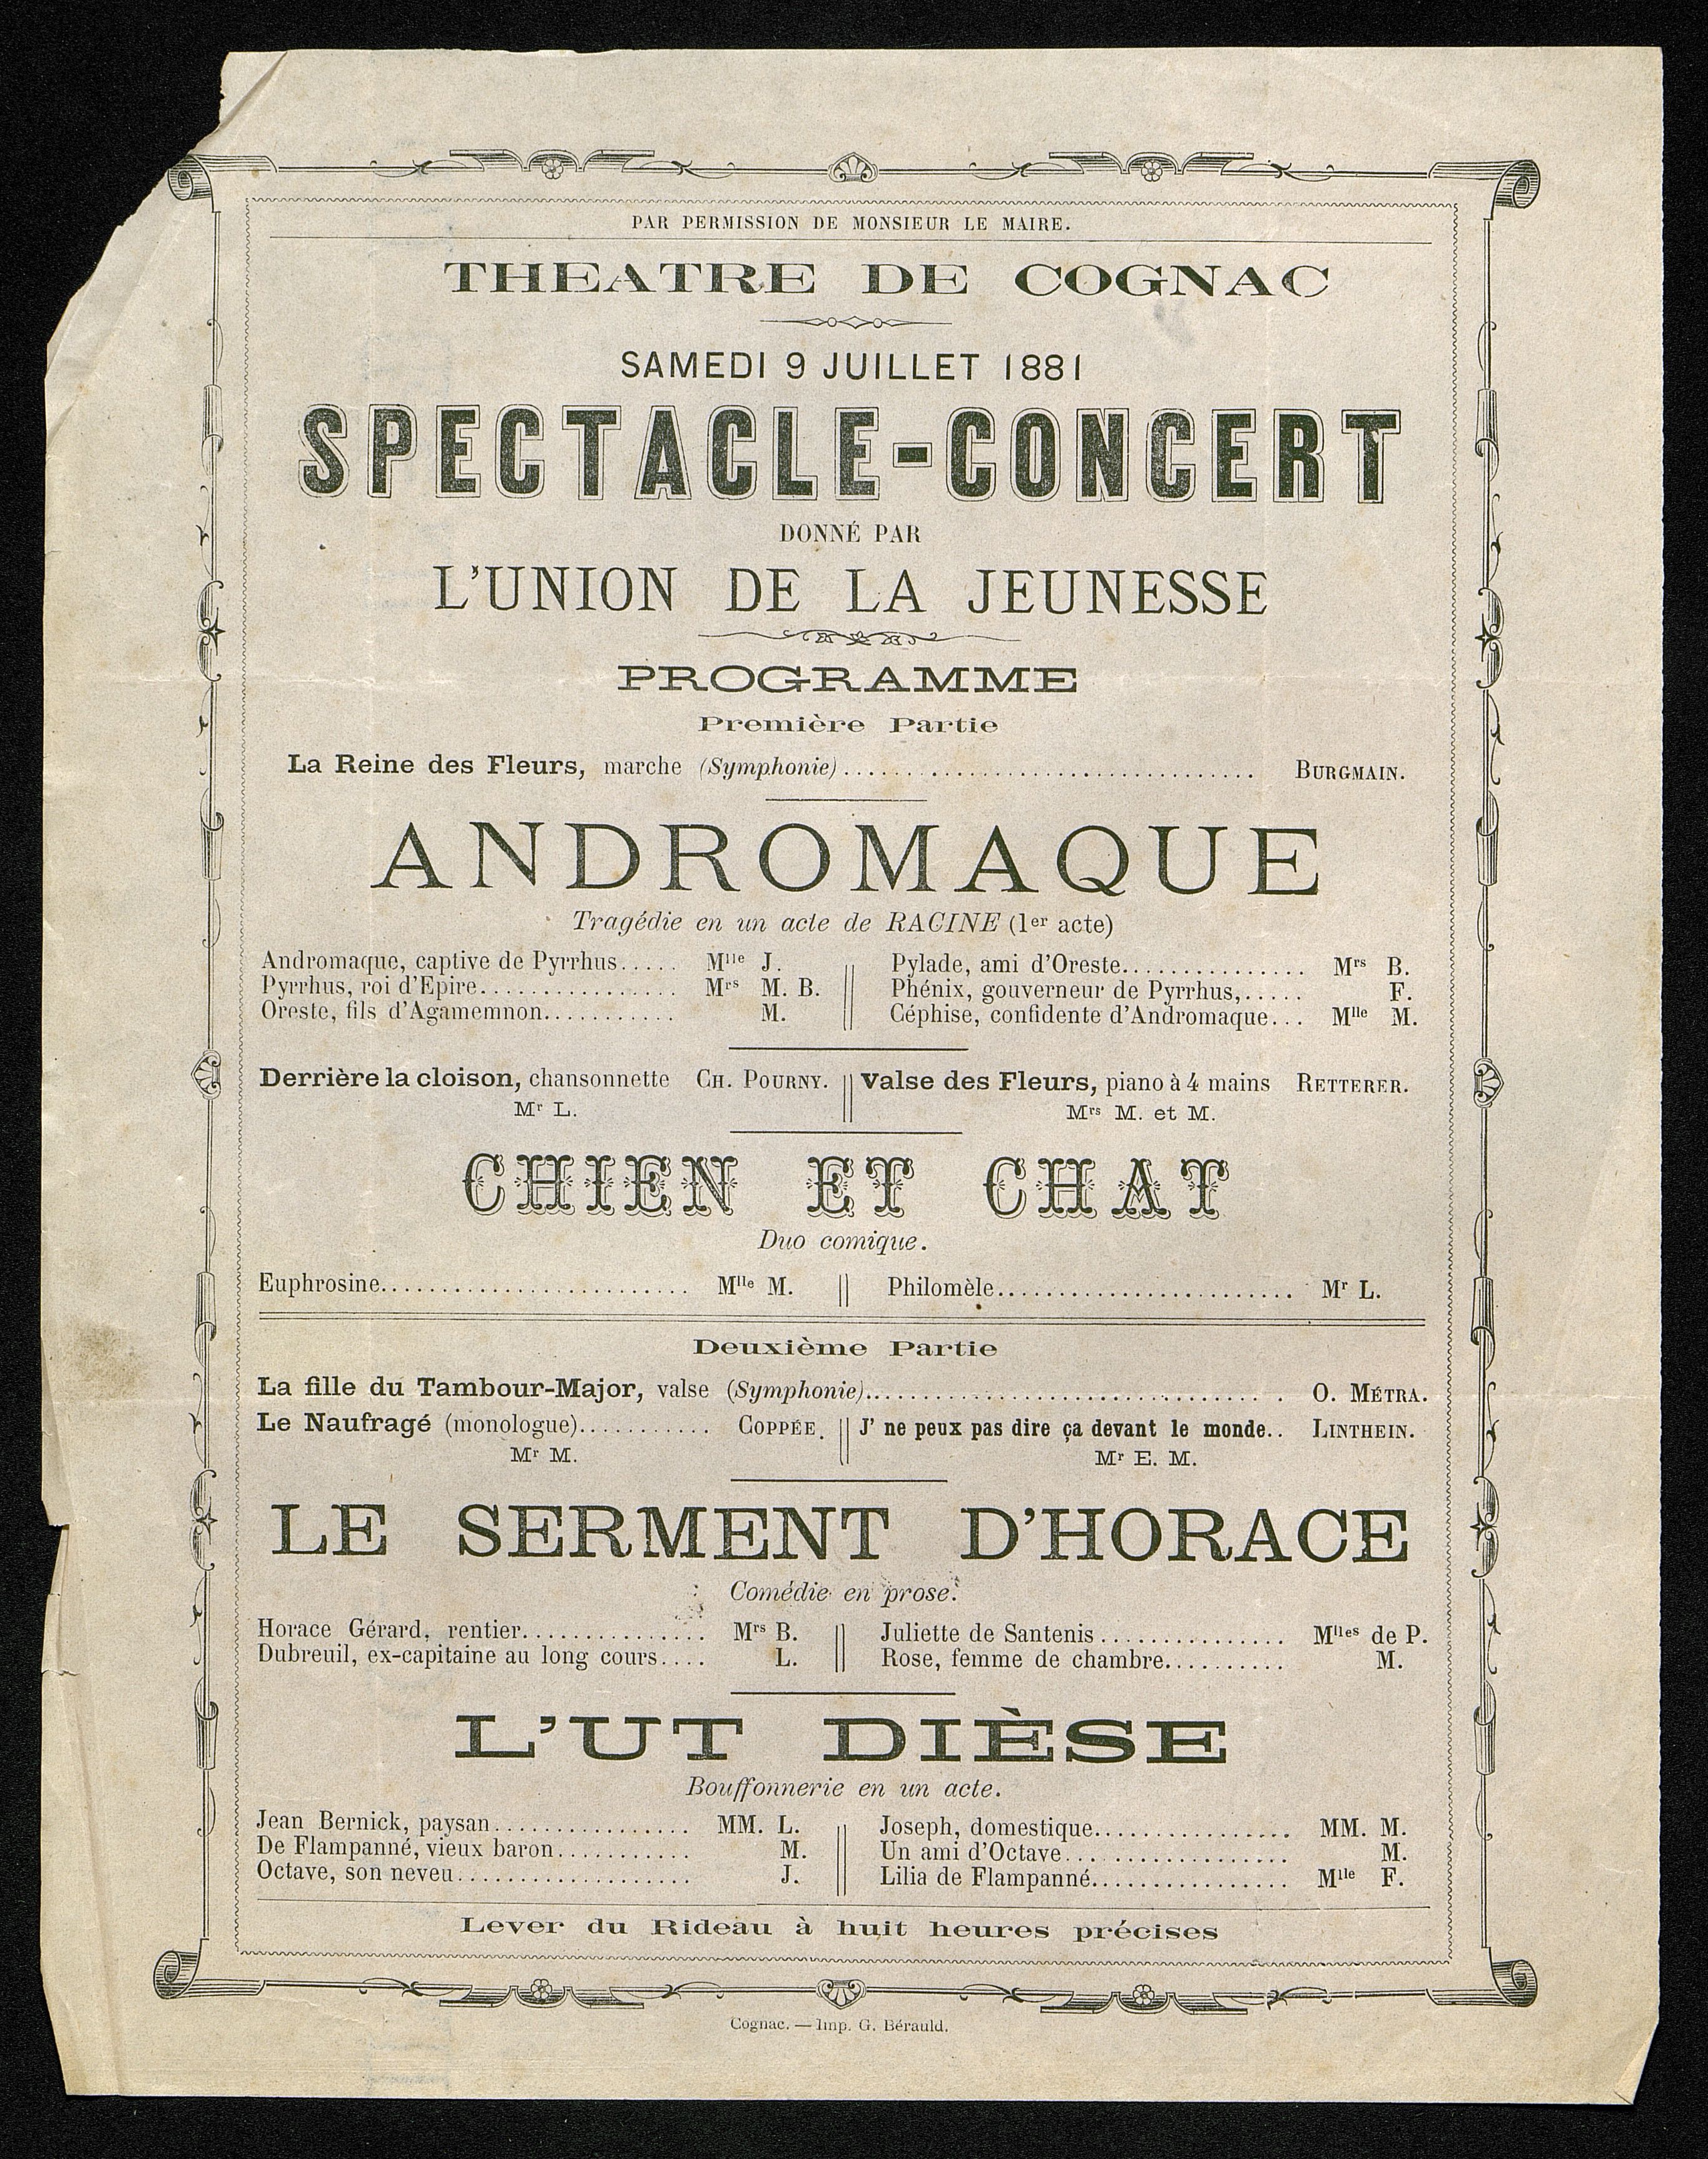 PAR PERMISSION DE MONSIEUR LE MAIRE.
THEATRE DE COGNAC
SAMEDI 9 JUILLET 1881
SPECTACLE-CONCERT
DONNÉ PAR
L'UNION DE LA JEUNESSE
PROGRAMME
Première Partie
La Reine des Fleurs, marche (Symphonie) ................................. BURGMAIN.
ANDROMAQUE
Tragédie en un acte de RACINE (1er acte)
Andromaque, captive de Pyrrhus..... Mlle J.
Pyrrhus, roi d'Epire................ Mrs M. B.
Oreste, fils d'Agamemnon........... M.
Pylade, ami d'Oreste............... Mrs B.
Phénix, gouverneur de Pyrrhus,..... F.
Céphise, confidente d'Andromaque... Mlle M.
Derrière la cloison, chansonnette CH. POURNY.
Mr L.
Valse des Fleurs, piano à 4 mains RETTERER.
Mrs M. et M.
CHIEN ET CHAT
Duo comique.
Euphrosine......................... Mlle M.
Philomèle........................ Mr L.
Deuxième Partie
La fille du Tambour-Major, valse (Symphonie).................................. O. MÉTRA.
Le Naufragé (monologue)........... COPPÉE.
Mr M.
J' ne peux pas dire ça devant le monde.. LINTHEIN.
Mr E. M.
LE SERMENT D'HORACE
Comédie en prose.
Horace Gérard, rentier............... Mrs B.
Dubreuil, ex-capitaine au long cours.... L.
Juliette de Santenis............... Mlles de P.
Rose, femme de chambre.......... M.
L'UT DIÈSE
Bouffonnerie en un acte.
Jean Bernick, paysan................ MM. L.
De Flampanné, vieux baron........... M.
Octave, son neveu................... J.
Joseph, domestique................ MM. M.
Un ami d'Octave................... M.
Lilia de Flampanné................ Mlle F.
Lever du Rideau à huit heures précises
Cognac. — Imp. G. Bérauld.